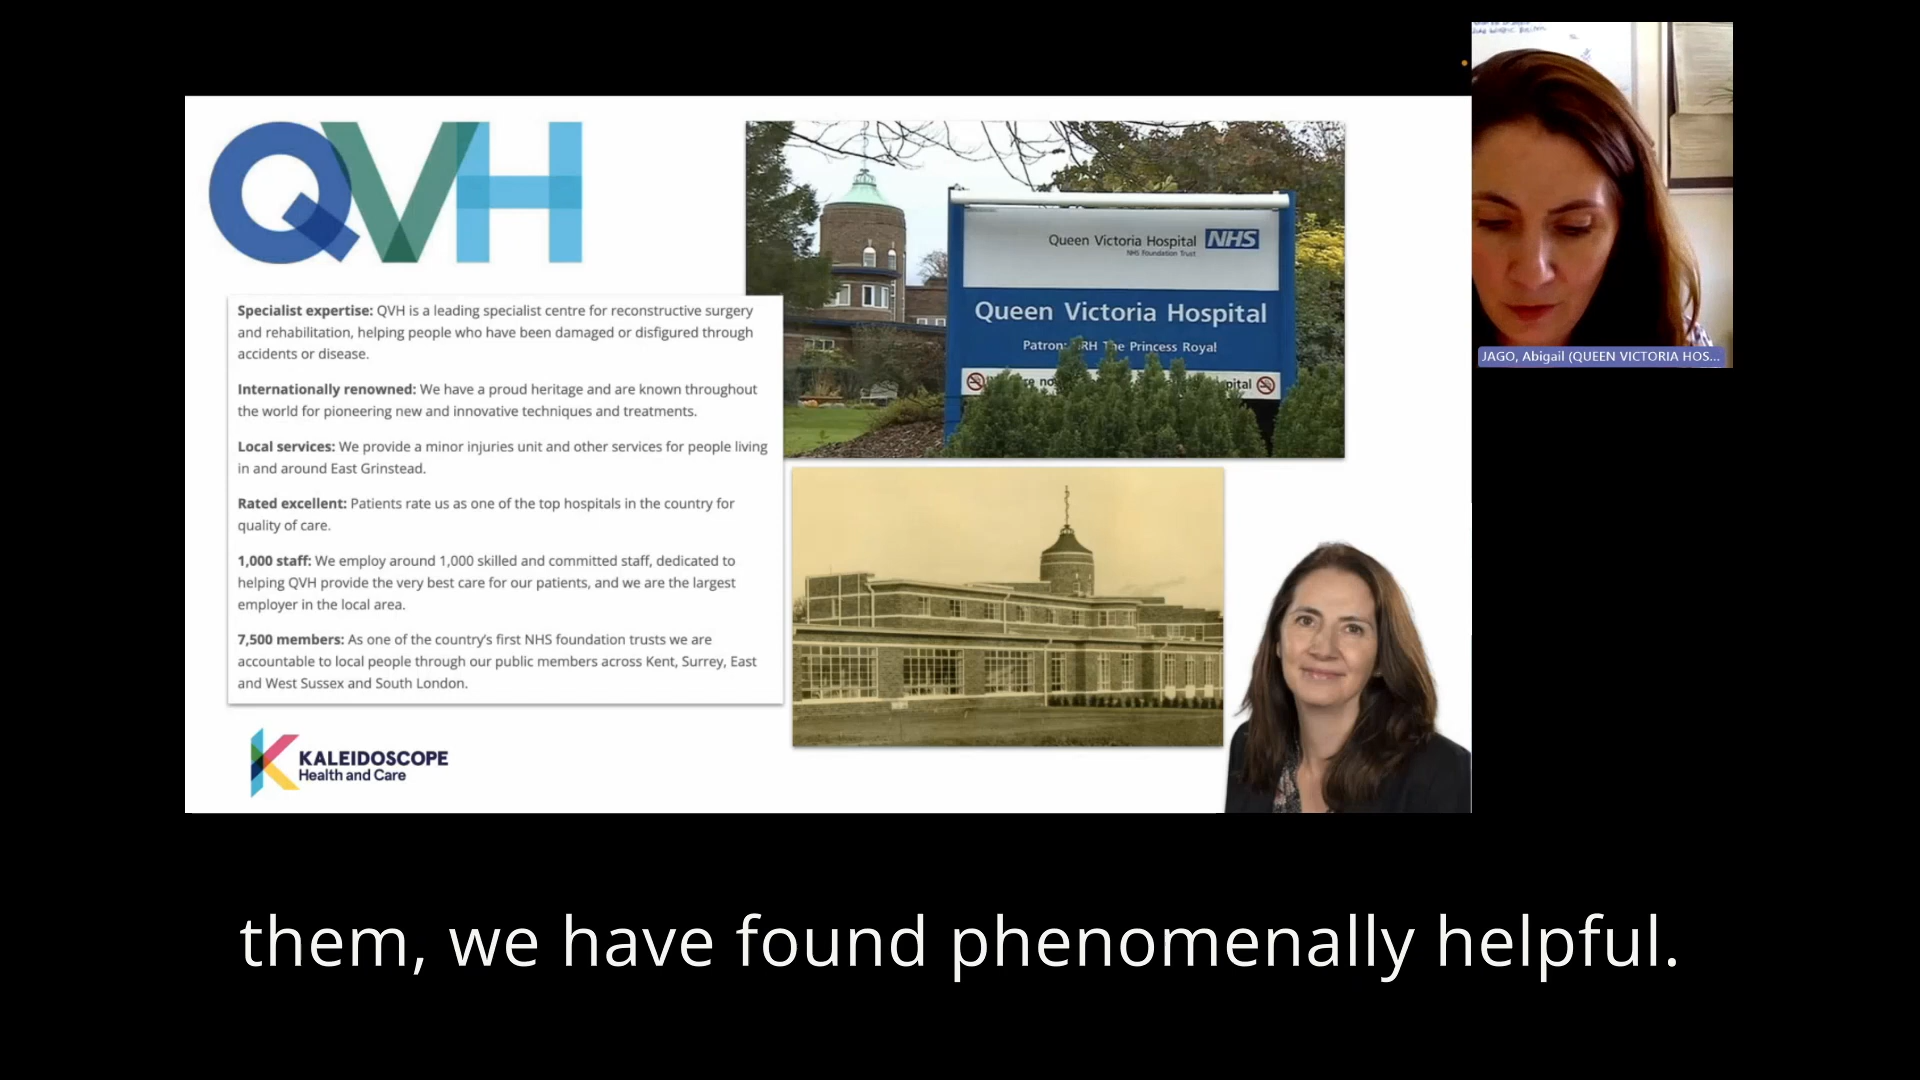 QVH
Specialist expertise: QVH is a leading specialist centre for reconstructive surgery
and rehabilitation, helping people who have been damaged or disfigured through
accidents or disease.
Internationally renowned: We have a proud heritage and are known throughout
the world for pioneering new and innovative techniques and treatments.
Local services: We provide a minor injuries unit and other services for people living
in and around East Grinstead.
Rated excellent: Patients rate us as one of the top hospitals in the country for
quality of care.
1,000 staff: We employ around 1,000 skilled and committed staff, dedicated to
helping QVH provide the very best care for our patients, and we are the largest
employer in the local area.
7,500 members: As one of the country's first NHS foundation trusts we are
accountable to local people through our public members across Kent, Surrey, East
and West Sussex and South London.
KALEIDOSCOPE
Health and Care
Queen Victoria Hospital NHS
NHS Foundation Trust
Queen Victoria Hospital
Patron: HRH The Princess Royal
JAGO, Abigail (QUEEN VICTORIA HOS...
them, we have found phenomenally helpful.